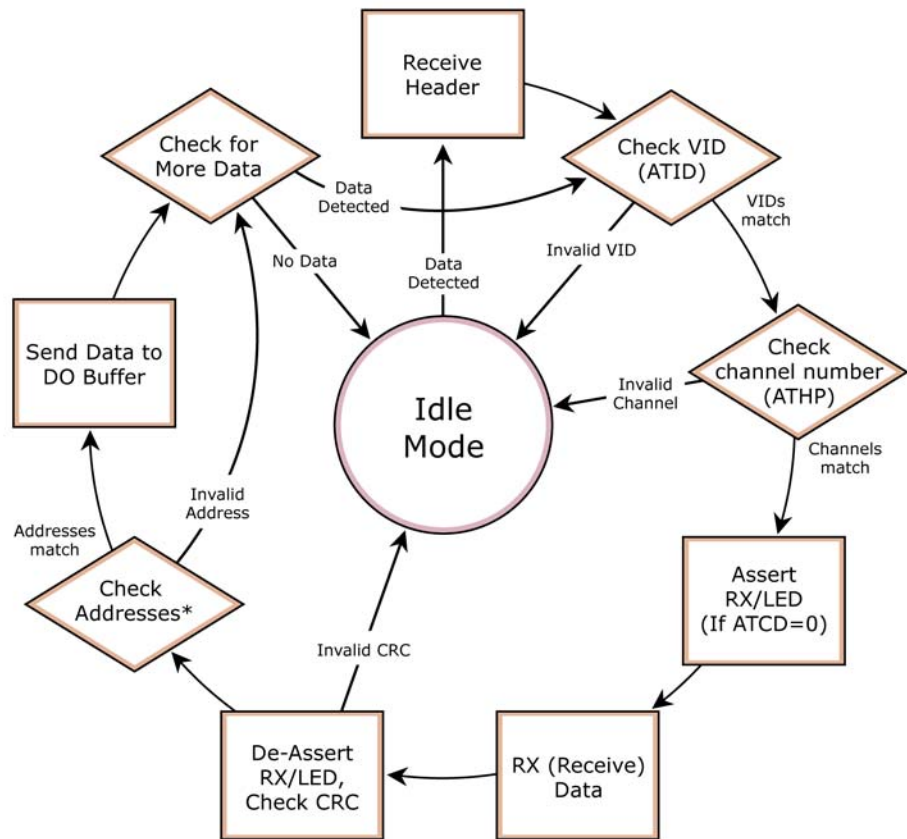 Receive
Header
Check for
More Data
Check VID
(ATID)
Data
Detected
VIDs
match
No Data
Data
Detected
Invalid VID
Send Data to
DO Buffer
Check
channel number
(ATHP)
Invalid
Channel
Idle
Mode
Channels
match
Invalid
Address
Addresses
match
Check
Addresses*
Assert
RX/LED
(If ATCD=0)
Invalid CRC
De-Assert
RX/LED,
Check CRC
RX (Receive)
Data